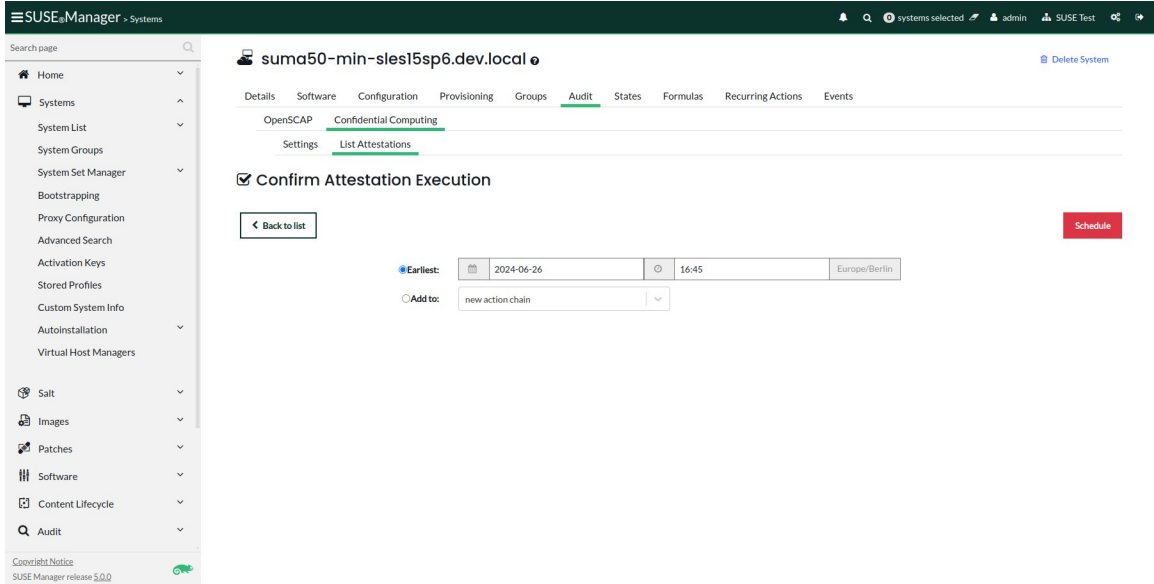 SUSE®Manager > Systems
0 systems selected admin SUSE Test
Search page
Home
Systems
System List
System Groups
System Set Manager
Bootstrapping
Proxy Configuration
Advanced Search
Activation Keys
Stored Profiles
Custom System Info
Autoinstallation
Virtual Host Managers
Salt
Images
Patches
Software
Content Lifecycle
Audit
Copyright Notice
SUSE Manager release 5.0.0
suma50-min-sles15sp6.dev.local
Delete System
Details Software Configuration Provisioning Groups Audit States Formulas Recurring Actions Events
OpenSCAP Confidential Computing
Settings List Attestations
Confirm Attestation Execution
Back to list
Schedule
Earliest: 2024-06-26 16:45 Europe/Berlin
Add to: new action chain